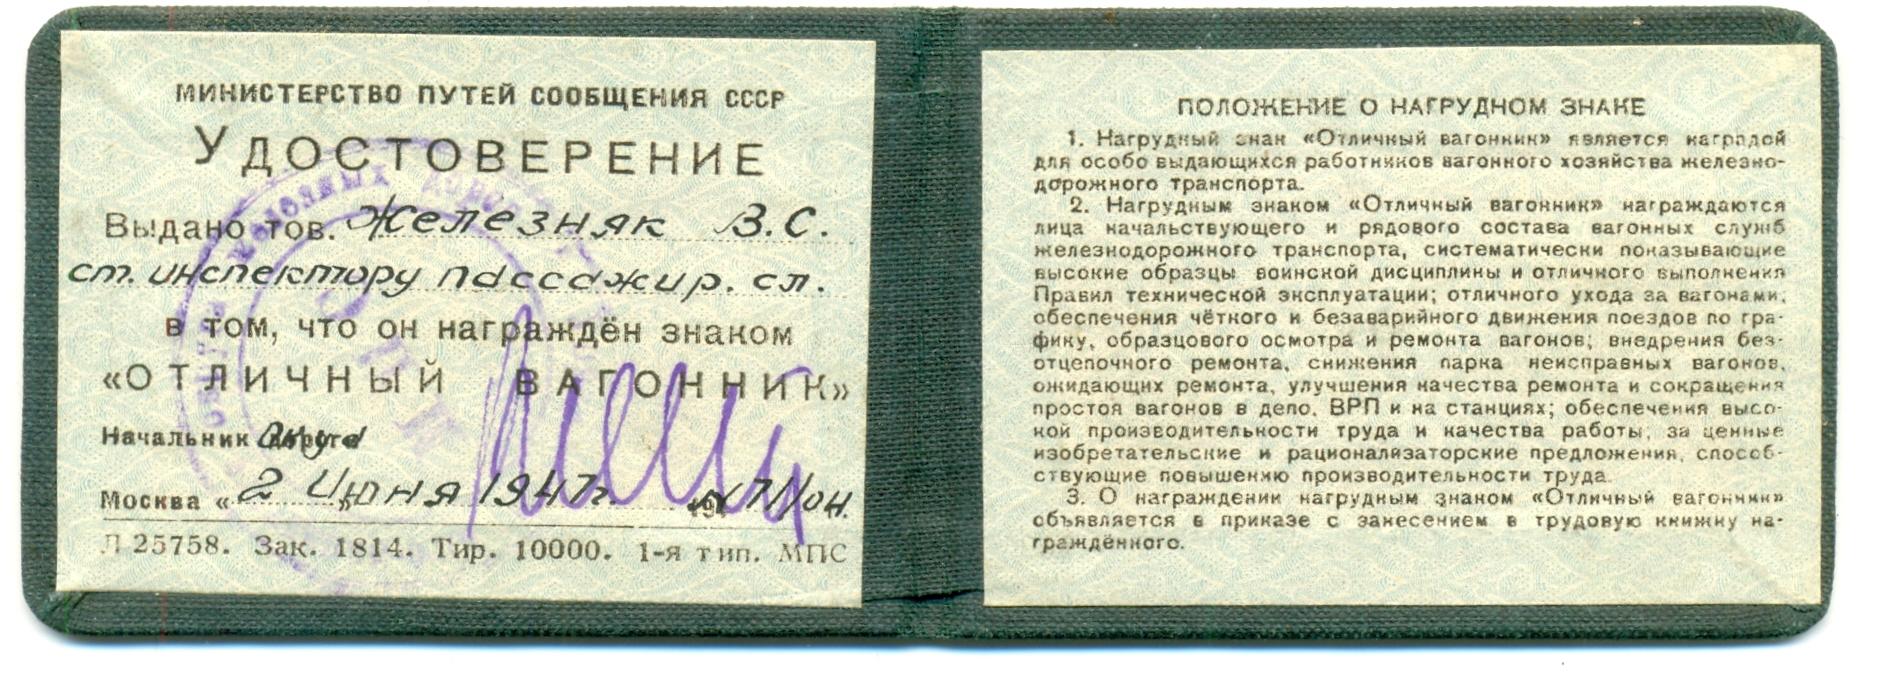 МИНИСТЕРСТВО ПУТЕЙ СООБЩЕНИЯ СССР
УДОСТОВЕРЕНИЕ
Выдано тов. Железняк В.С.
ст. инспектору пассажир. сл.
в том, что он награждён знаком
«ОТЛИЧНЫЙ ВАГОННИК»
Начальник округа
Москва « 2 » Июня 1947г.
Л 25758. Зак. 1814. Тир. 10000. 1-я тип. МПС
ПОЛОЖЕНИЕ О НАГРУДНОМ ЗНАКЕ
1. Нагрудный знак «Отличный вагонник» является наградой
для особо выдающихся работников вагонного хозяйства железно-
дорожного транспорта.
2. Нагрудным знаком «Отличный вагонник» награждаются
лица начальствующего и рядового состава вагонных служб
железнодорожного транспорта, систематически показывающие
высокие образцы воинской дисциплины и отличного выполнения
Правил технической эксплуатации; отличного ухода за вагонами;
обеспечения чёткого и безаварийного движения поездов по гра-
фику, образцового осмотра и ремонта вагонов; внедрения без-
отцепочного ремонта, снижения парка неисправных вагонов,
ожидающих ремонта, улучшения качества ремонта и сокращения
простоя вагонов в депо, ВРП и на станциях; обеспечения высо-
кой производительности труда и качества работы; за ценные
изобретательские и рационализаторские предложения, способ-
ствующие повышению производительности труда.
3. О награждении нагрудным знаком «Отличный вагонник»
объявляется в приказе с занесением в трудовую книжку на-
граждённого.